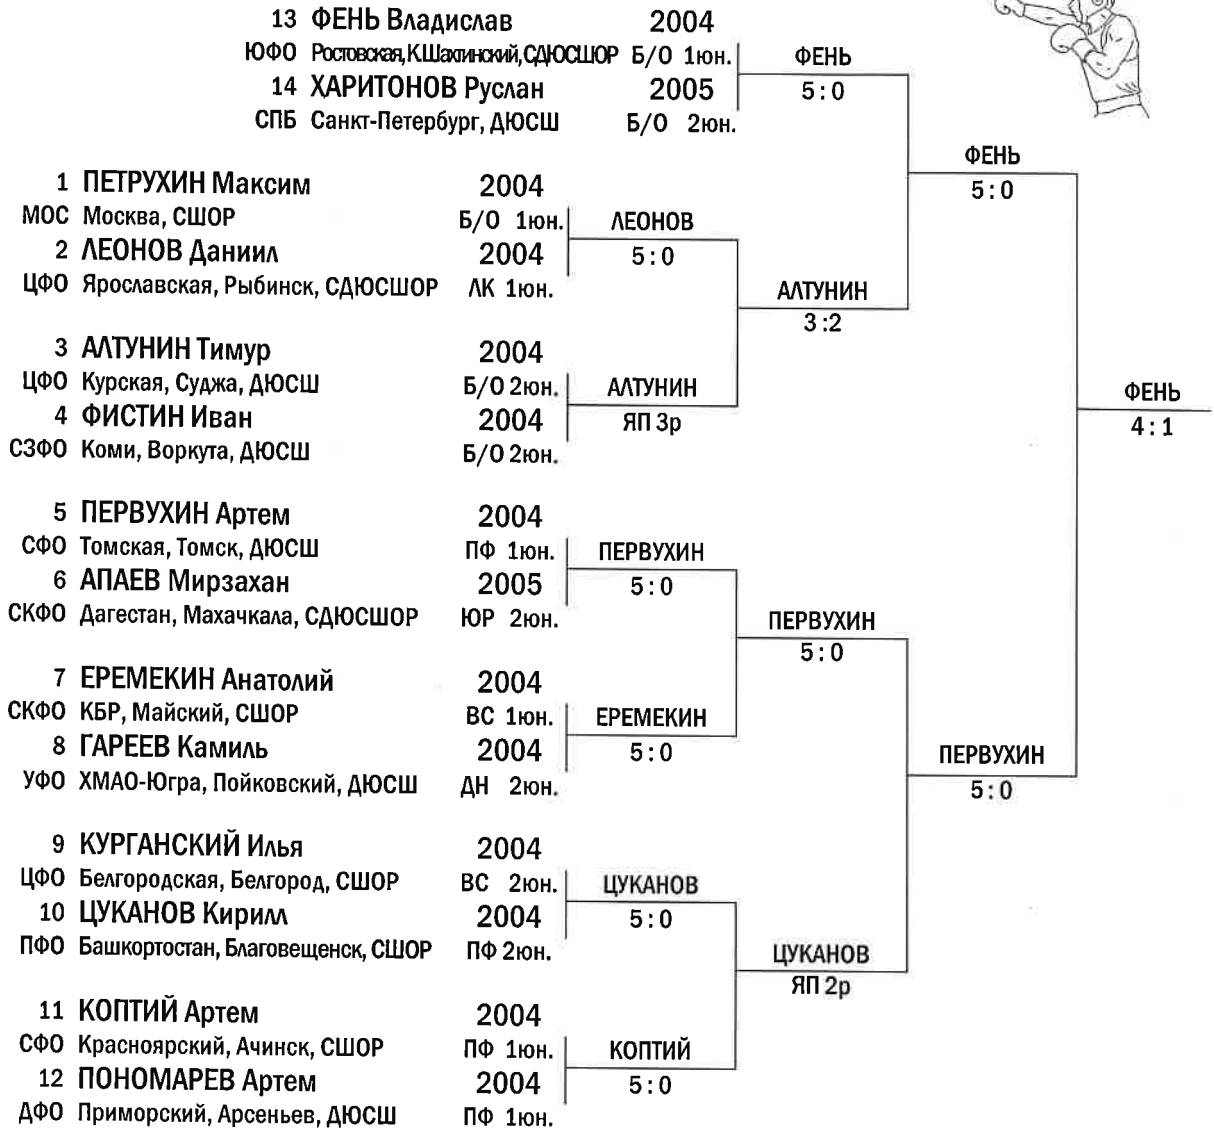 13 ФЕНЬ Владислав 2004
ЮФО Ростовская, К.Шахтинский, СДЮСШОР Б/О 1юн.
ФЕНЬ
14 ХАРИТОНОВ Руслан 2005
5:0
СПБ Санкт-Петербург, ДЮСШ Б/О 2юн.
ФЕНЬ
5:0
1 ПЕТРУХИН Максим 2004
МОС Москва, СШОР Б/О 1юн.
ЛЕОНОВ
2 ЛЕОНОВ Даниил 2004
5:0
ЦФО Ярославская, Рыбинск, СДЮСШОР ЛК 1юн.
АЛТУНИН
3:2
3 АЛТУНИН Тимур 2004
ЦФО Курская, Суджа, ДЮСШ Б/О 2юн.
АЛТУНИН
4 ФИСТИН Иван 2004
ЯП 3р
СЗФО Коми, Воркута, ДЮСШ Б/О 2юн.
ФЕНЬ
4:1
5 ПЕРВУХИН Артем 2004
СФО Томская, Томск, ДЮСШ ПФ 1юн.
ПЕРВУХИН
6 АПАЕВ Мирзахан 2005
5:0
СКФО Дагестан, Махачкала, СДЮСШОР ЮР 2юн.
ПЕРВУХИН
5:0
7 ЕРЕМЕКИН Анатолий 2004
СКФО КБР, Майский, СШОР ВС 1юн.
ЕРЕМЕКИН
8 ГАРЕЕВ Камиль 2004
5:0
УФО ХМАО-Югра, Пойковский, ДЮСШ ДН 2юн.
ПЕРВУХИН
5:0
9 КУРГАНСКИЙ Илья 2004
ЦФО Белгородская, Белгород, СШОР ВС 2юн.
ЦУКАНОВ
10 ЦУКАНОВ Кирилл 2004
5:0
ПФО Башкортостан, Благовещенск, СШОР ПФ 2юн.
ЦУКАНОВ
ЯП 2р
11 КОПТИЙ Артем 2004
СФО Красноярский, Ачинск, СШОР ПФ 1юн.
КОПТИЙ
12 ПОНОМАРЕВ Артем 2004
5:0
ДФО Приморский, Арсеньев, ДЮСШ ПФ 1юн.